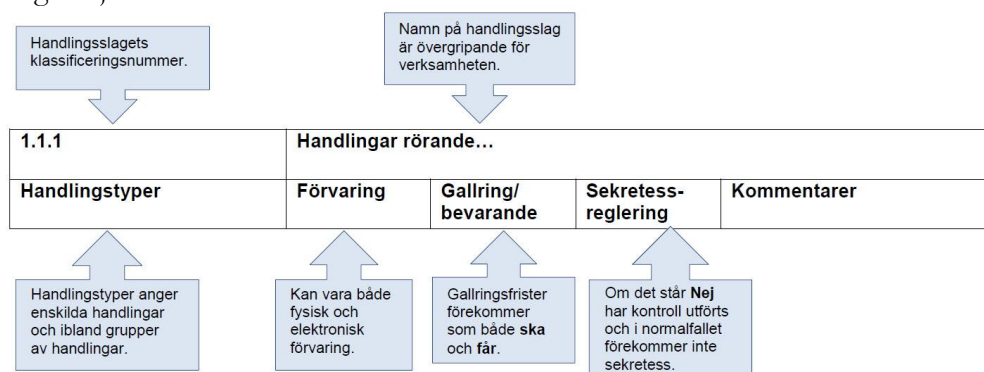 Handlingsslagets
klassificeringsnummer.
Namn på handlingsslag
är övergripande för
verksamheten.
1.1.1
Handlingar rörande…
Handlingstyper
Förvaring
Gallring/
bevarande
Sekretess-
reglering
Kommentarer
Handlingstyper anger
enskilda handlingar
och ibland grupper
av handlingar.
Kan vara både
fysisk och
elektronisk
förvaring.
Gallringsfrister
förekommer
som både ska
och får.
Om det står Nej
har kontroll utförts
och i normalfallet
förekommer inte
sekretess.